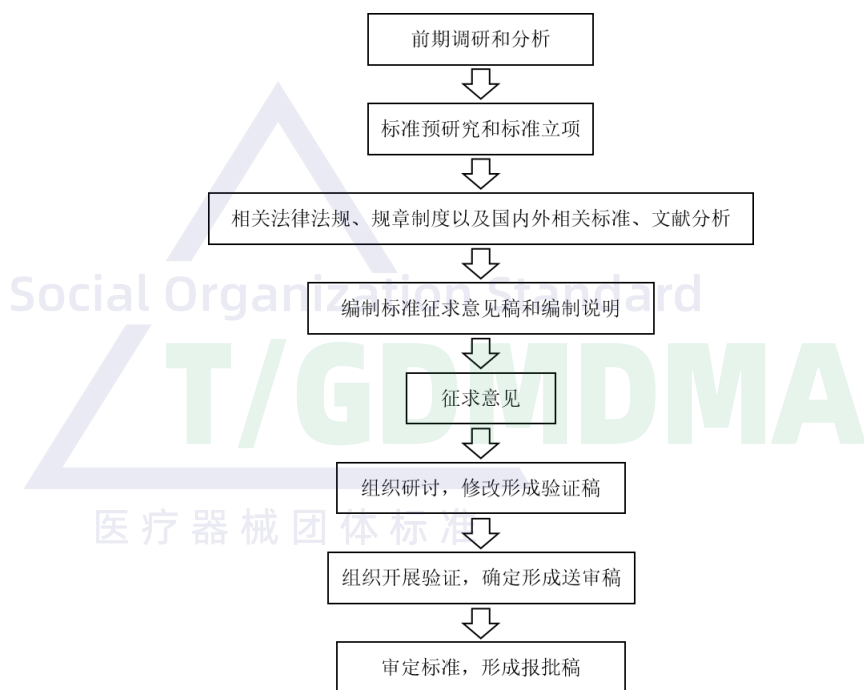 前期调研和分析
标准预研究和标准立项
相关法律法规、规章制度以及国内外相关标准、文献分析
Social Organization Standard
编制标准征求意见稿和编制说明
T/GDMDMA
征求意见
组织研讨，修改形成验证稿
医疗器械团体标准
组织开展验证，确定形成送审稿
审定标准，形成报批稿